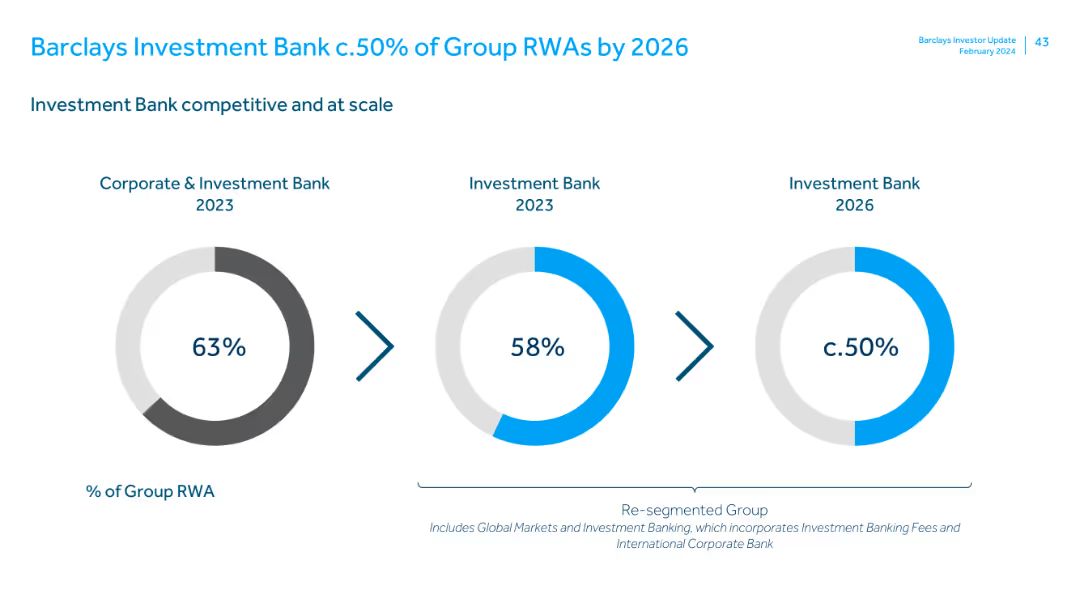 Barclays Investment Bank c.50% of Group RWAs by 2026
Barclays Investor Update
February 2024
43
Investment Bank competitive and at scale
Corporate & Investment Bank
2023
Investment Bank
2023
Investment Bank
2026
63%
58%
c.50%
% of Group RWA
Re-segmented Group
Includes Global Markets and Investment Banking, which incorporates Investment Banking Fees and
International Corporate Bank